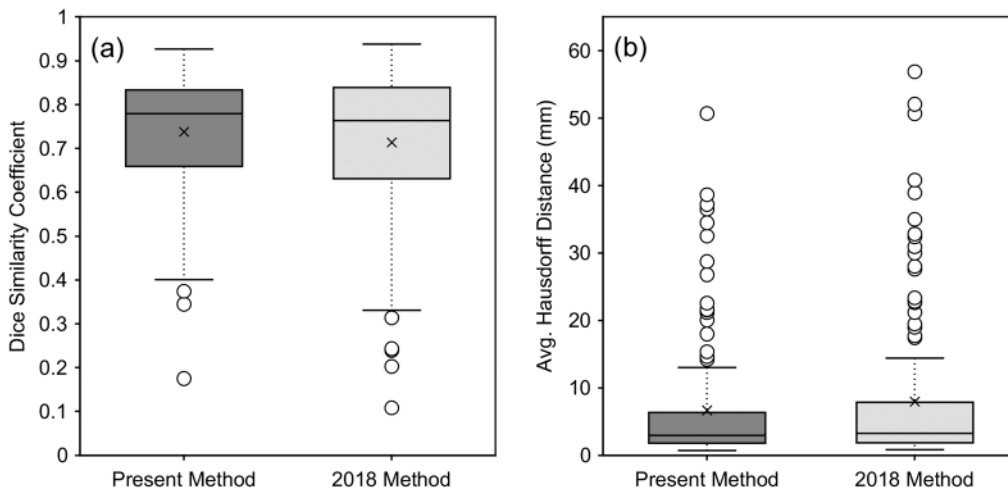 (a)
Dice Similarity Coefficient
1
0.9
0.8
0.7
0.6
0.5
0.4
0.3
0.2
0.1
0
Present Method
2018 Method
(b)
Avg. Hausdorff Distance (mm)
60
50
40
30
20
10
0
Present Method
2018 Method